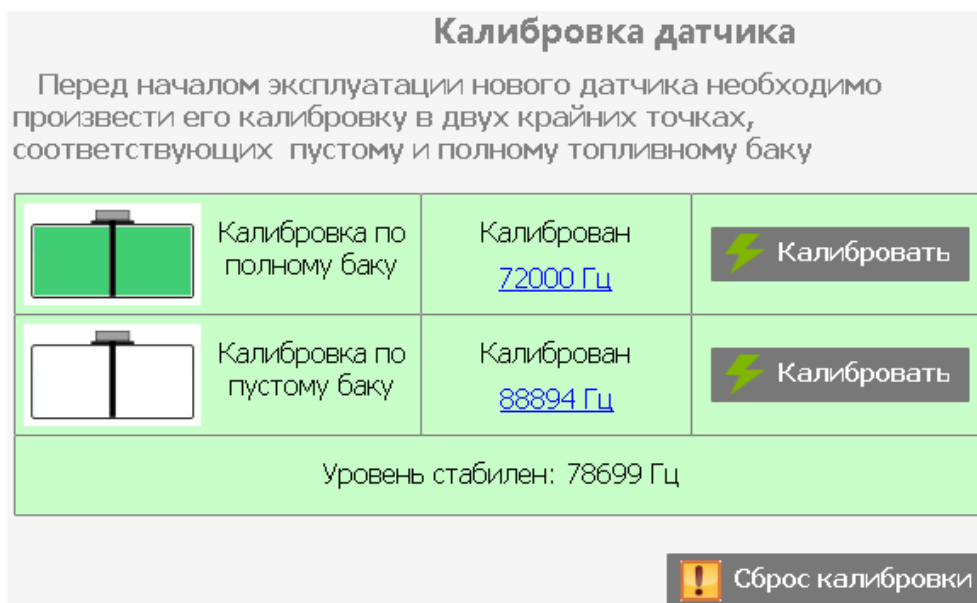 Калибровка датчика
Перед началом эксплуатации нового датчика необходимо
произвести его калибровку в двух крайних точках,
соответствующих пустому и полному топливному баку
Калибровка по
полному баку
Калиброван
72000 Гц
Калибровать
Калибровка по
пустому баку
Калиброван
88894 Гц
Калибровать
Уровень стабилен: 78699 Гц
Сброс калибровки